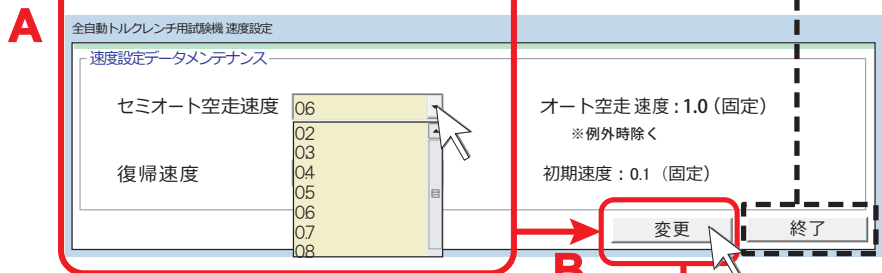 A
全自動トルクレンチ用試験機 速度設定
速度設定データメンテナンス
セミオート空走速度 06 オート空走 速度 : 1.0 (固定)
※例外時除く
02
03
復帰速度 04 初期速度 : 0.1 (固定)
05
06
07
08
変更 終了
B